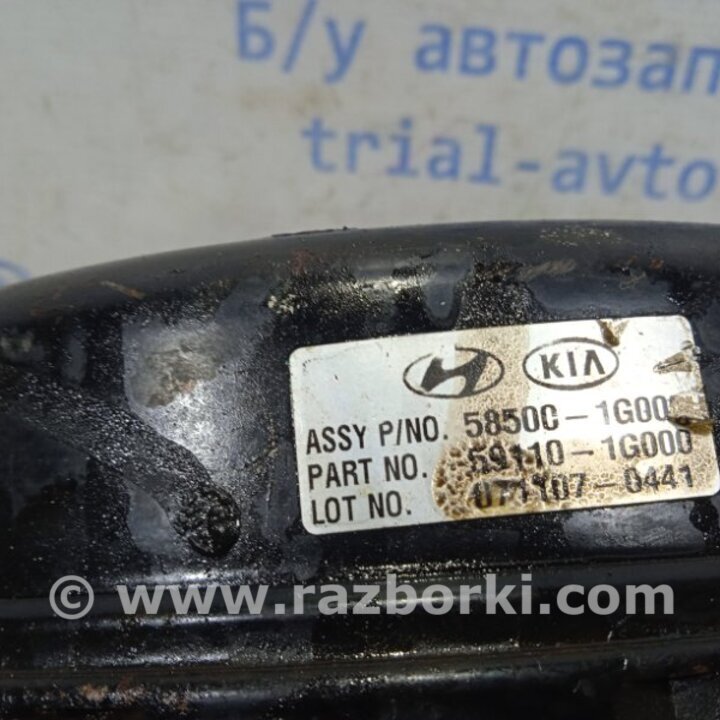 Б/у автозап
trial-avto
KIA
ASSY P/NO. 58500-1G00
PART NO. 59110-1G000
LOT NO. 071107-0441
© www.razborki.com